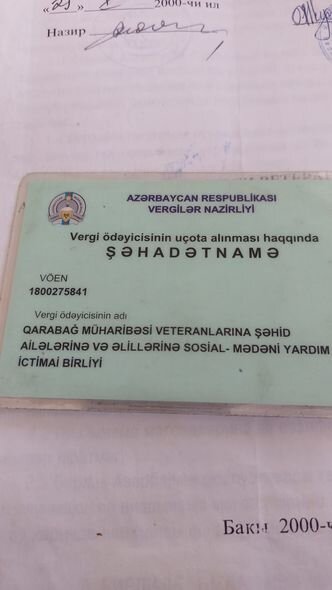 «23» X 2000-чи ил
Назир
AZƏRBAYCAN RESPUBLİKASI
VERGİLƏR NAZİRLİYİ
Vergi ödəyicisinin uçota alınması haqqında
ŞƏHADƏTNAMƏ
VÖEN
1800275841
Vergi ödəyicisinin adı
QARABAĞ MÜHARİBƏSİ VETERANLARINA ŞƏHİD
AİLƏLƏRİNƏ VƏ ƏLİLLƏRİNƏ SOSİAL- MƏDƏNİ YARDIM
İCTİMAİ BİRLİYİ
Бакы 2000-ч